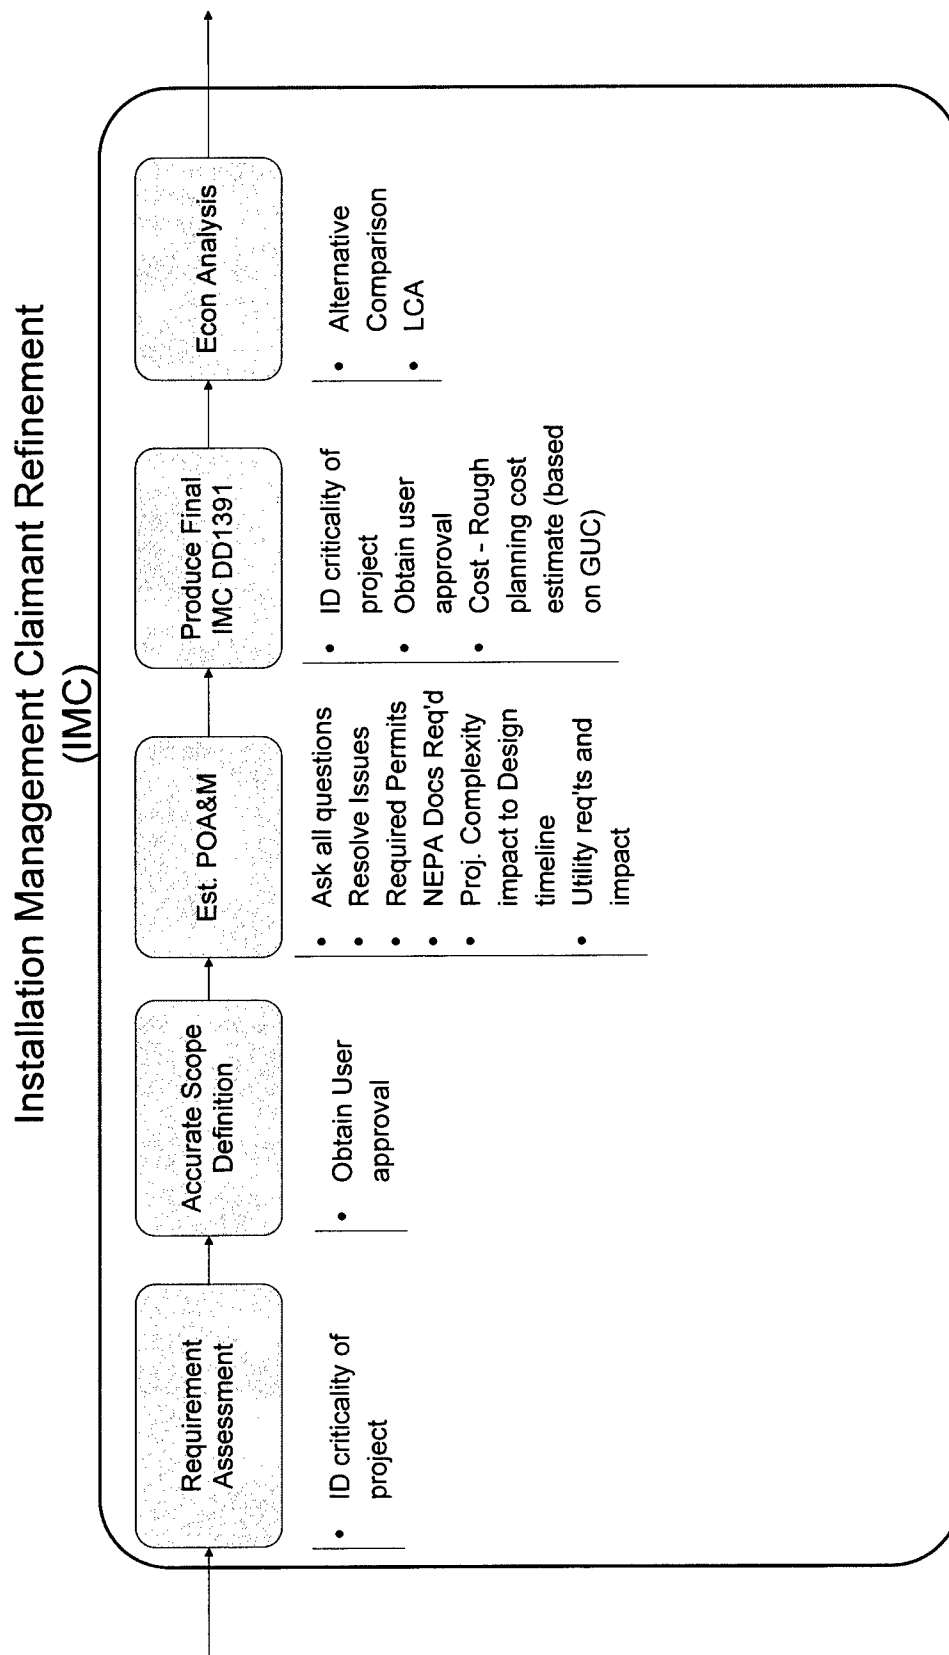 Installation Management Claimant Refinement
(IMC)
Requirement
Assessment
• ID criticality of
project
Accurate Scope
Definition
• Obtain User
approval
Est. POA&M
• Ask all questions
• Resolve Issues
• Required Permits
• NEPA Docs Req'd
• Proj. Complexity
impact to Design
timeline
• Utility req'ts and
impact
Produce Final
IMC DD1391
• ID criticality of
project
• Obtain user
approval
• Cost - Rough
planning cost
estimate (based
on GUC)
Econ Analysis
• Alternative
Comparison
• LCA